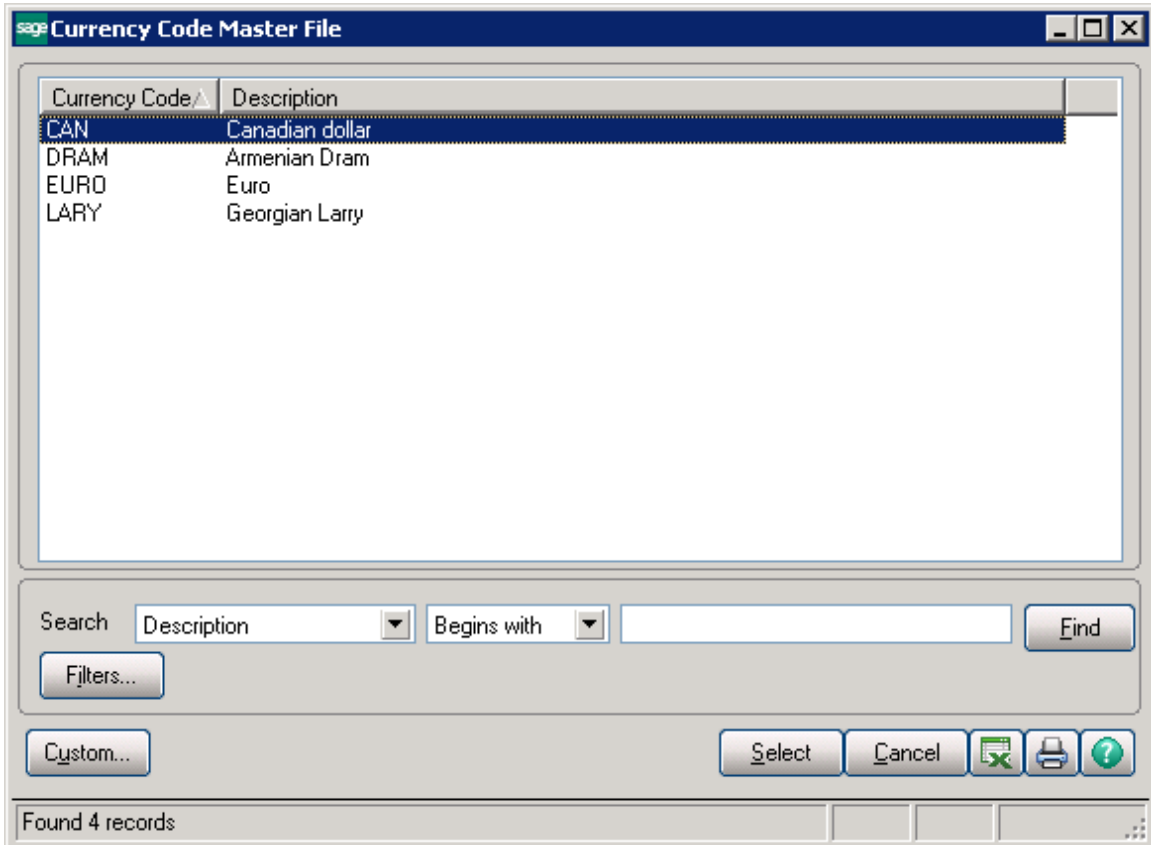 sage Currency Code Master File
Currency Code Description
CAN Canadian dollar
DRAM Armenian Dram
EURO Euro
LARY Georgian Larry
Search Description Begins with Find
Filters...
Custom... Select Cancel ?
Found 4 records